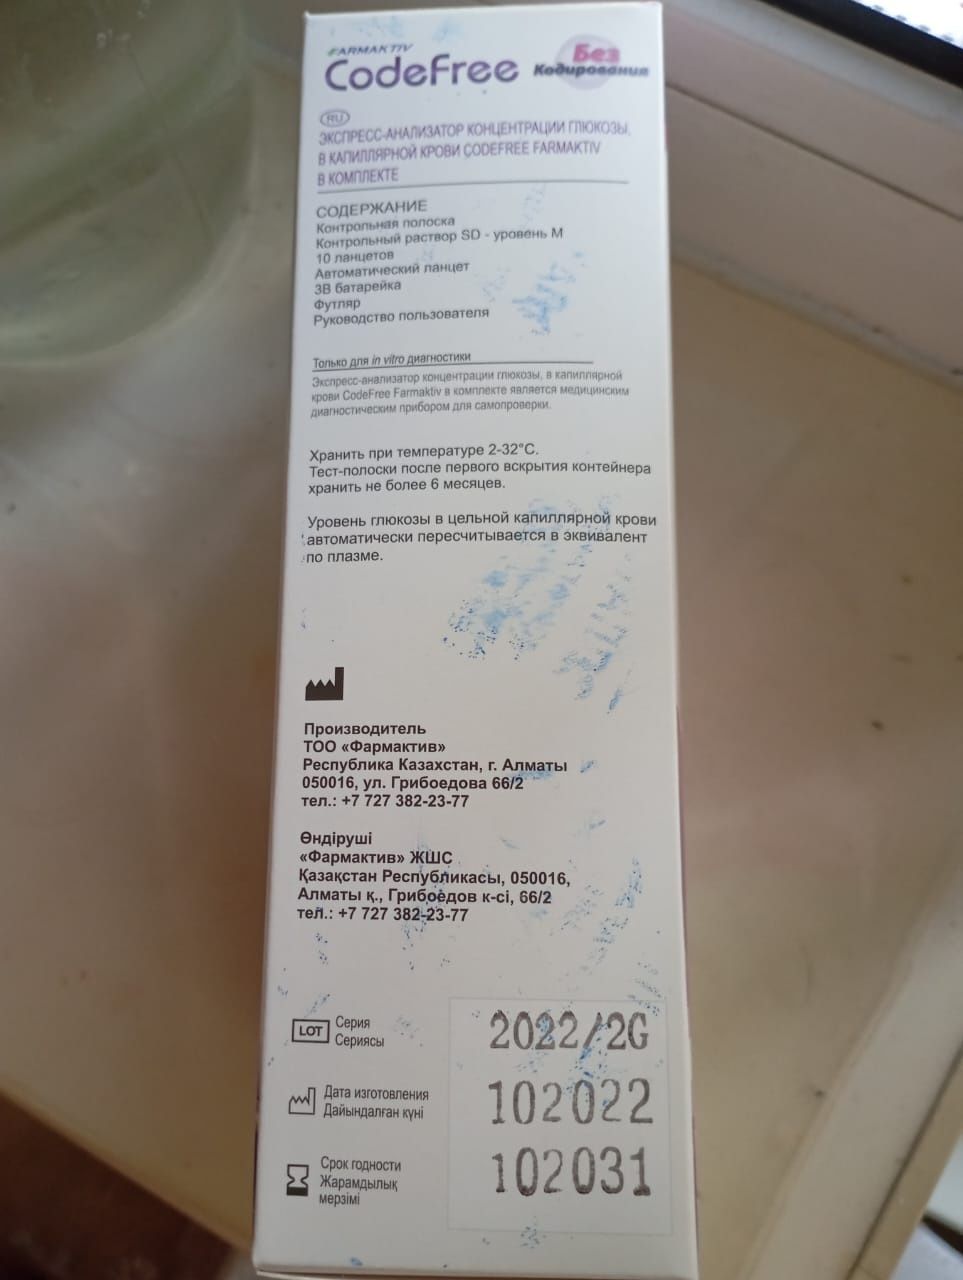 FARMAKTIV
CodeFree
Без
Кодирования
RU
ЭКСПРЕСС-АНАЛИЗАТОР КОНЦЕНТРАЦИИ ГЛЮКОЗЫ,
В КАПИЛЛЯРНОЙ КРОВИ CODEFREE FARMAKTIV
В КОМПЛЕКТЕ
СОДЕРЖАНИЕ
Контрольная полоска
Контрольный раствор SD - уровень М
10 ланцетов
Автоматический ланцет
3В батарейка
Футляр
Руководство пользователя
Только для in vitro диагностики
Экспресс-анализатор концентрации глюкозы, в капиллярной
крови CodeFree Farmaktiv в комплекте является медицинским
диагностическим прибором для самопроверки.
Хранить при температуре 2-32°C.
Тест-полоски после первого вскрытия контейнера
хранить не более 6 месяцев.
Уровень глюкозы в цельной капиллярной крови
автоматически пересчитывается в эквивалент
по плазме.
Производитель
ТОО «Фармактив»
Республика Казахстан, г. Алматы
050016, ул. Грибоедова 66/2
тел.: +7 727 382-23-77
Өндіруші
«Фармактив» ЖШС
Қазақстан Республикасы, 050016,
Алматы қ., Грибоедов к-сі, 66/2
тел.: +7 727 382-23-77
LOT Серия
Сериясы
2022/2G
Дата изготовления
Дайындалған күні
102022
Срок годности
Жарамдылық
мерзімі
102031